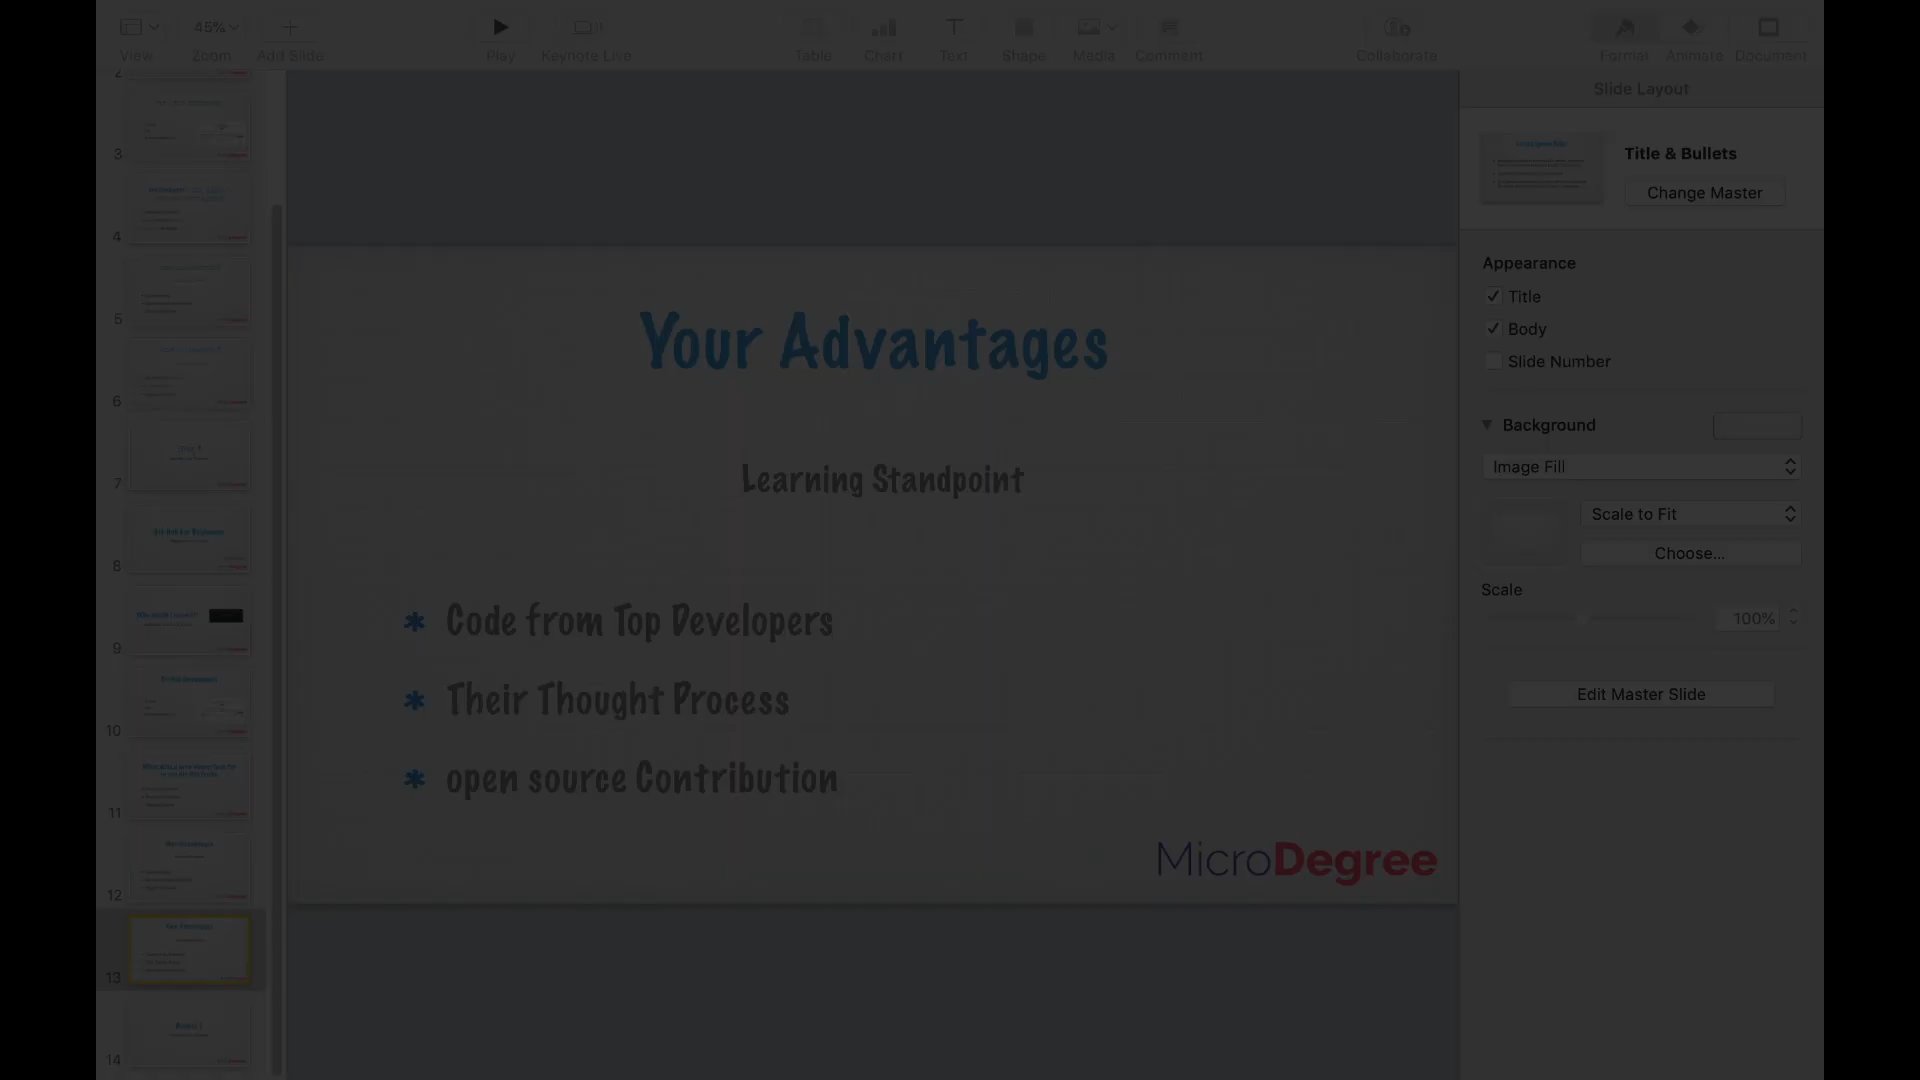 View
45%
Zoom
Add Slide
Play
Keynote Live
Table
Chart
Text
Shape
Media
Comment
Collaborate
Format
Animate
Document
2
3
4
5
6
7
8
9
10
11
12
13
14
Your Advantages
Learning Standpoint
* Code from Top Developers
* Their Thought Process
* open source Contribution
MicroDegree
Slide Layout
Title & Bullets
Change Master
Appearance
Title
Body
Slide Number
Background
Image Fill
Scale to Fit
Choose...
Scale
100%
Edit Master Slide